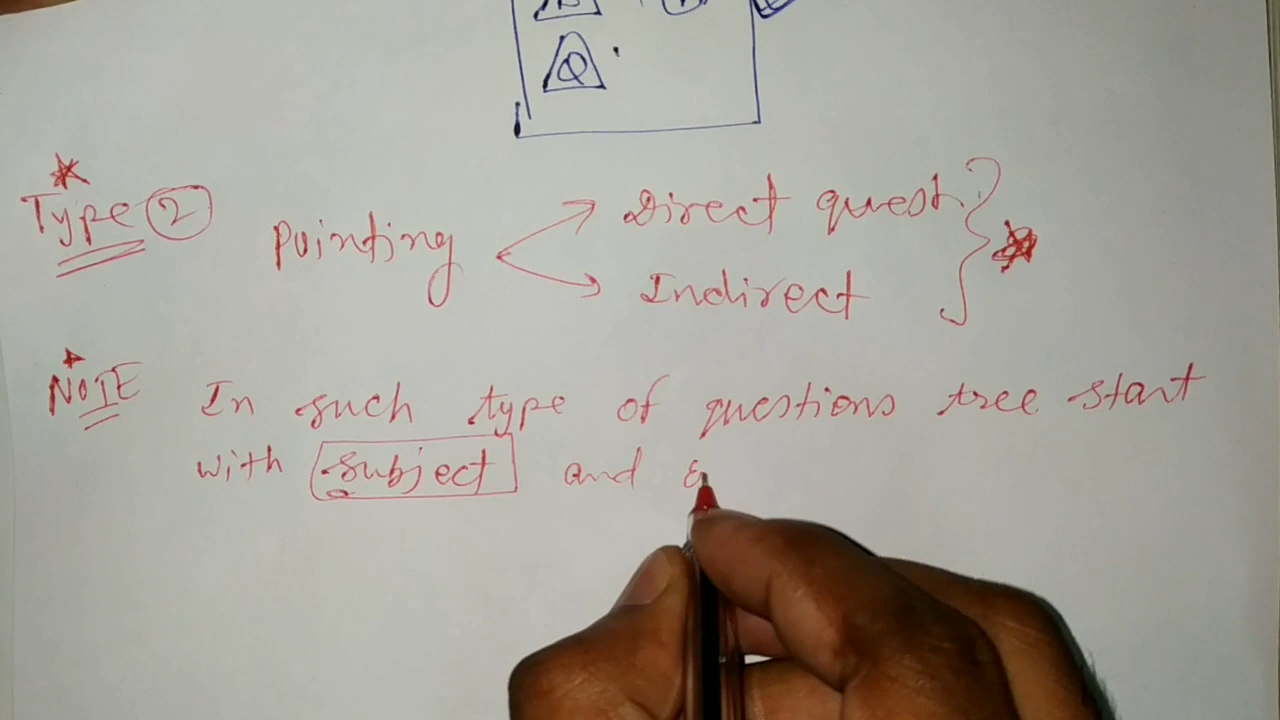 Q
Type 2
pointing
Direct quest?
Indirect
NOTE In such type of questions tree start
with subject and